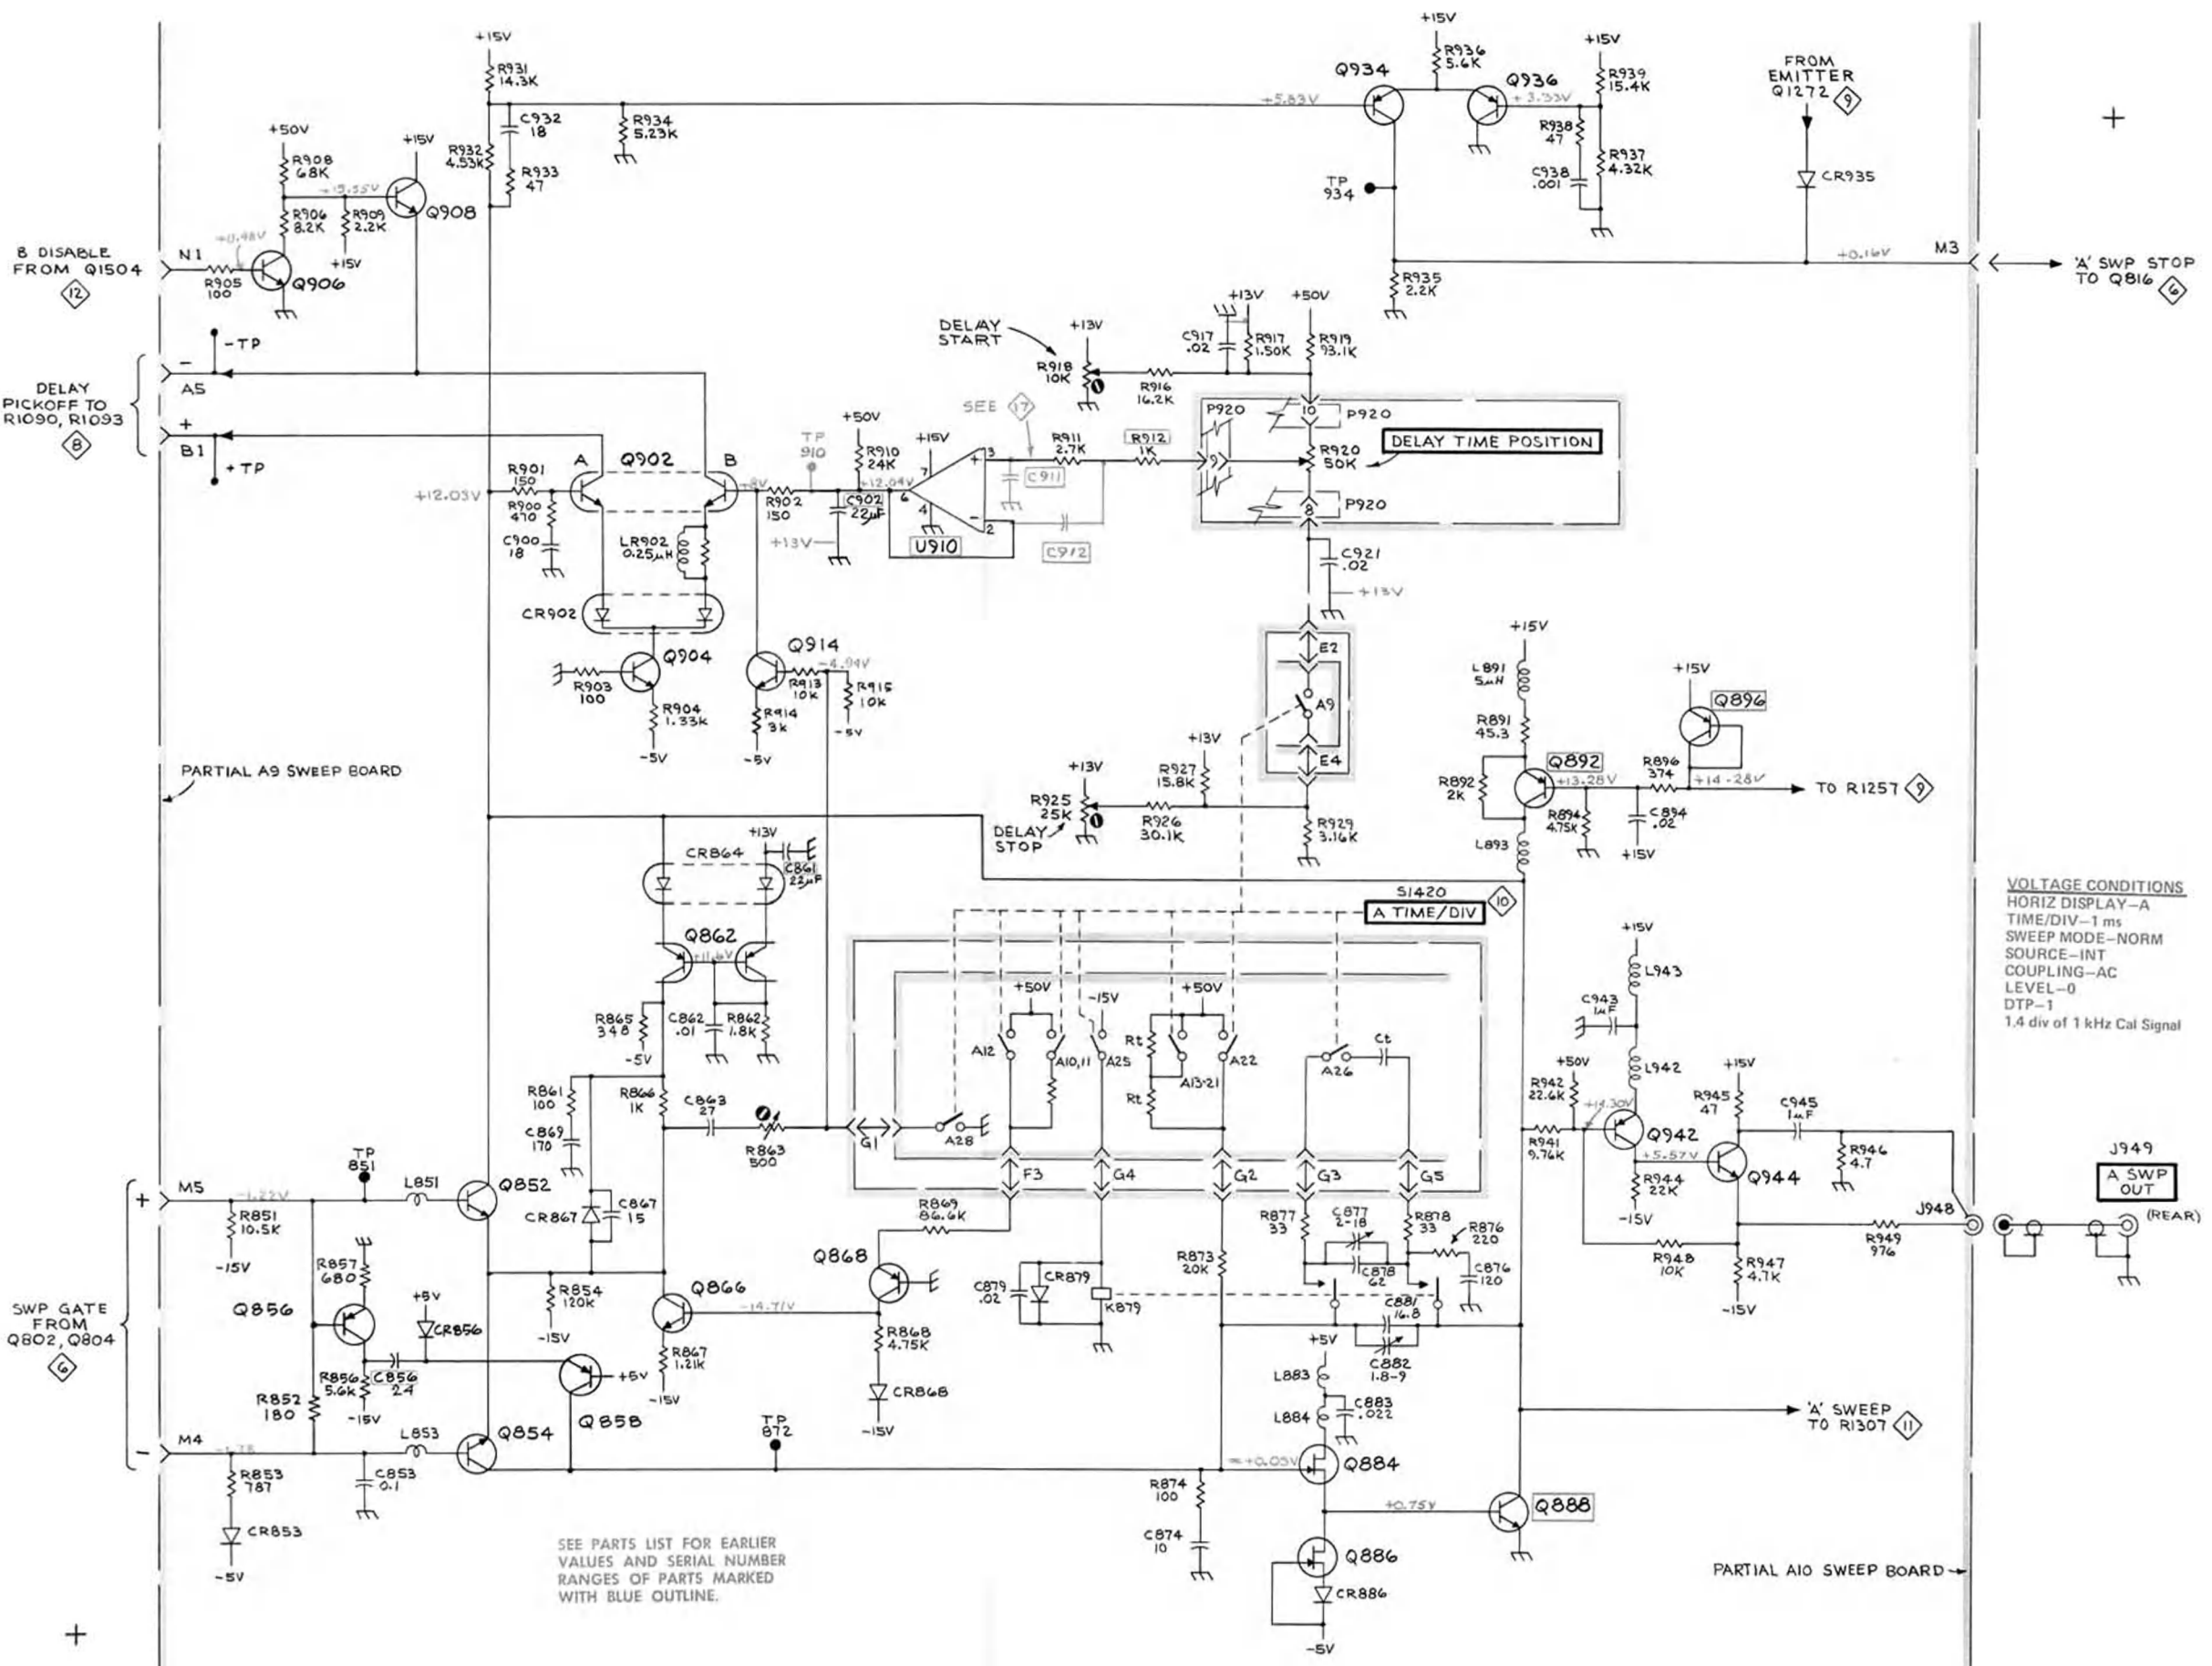 +15V
R931
14.3K
C932
18
R932
4.53K
R933
47
R934
5.23K
+5.83V
Q934
+15V
R936
5.6K
Q936
+3.33V
+15V
R939
15.4K
R938
47
R937
4.32K
C938
.001
TP
934
R935
2.2K
FROM
EMITTER
Q1272 9
CR935
+0.16V
M3
'A' SWP STOP
TO Q816 6
+50V
R908
68K
+15V
R906
8.2K
R909
2.2K
+15V
Q908
B DISABLE
FROM Q1504
12
N1
+0.48V
R905
100
Q906
-TP
-
A5
DELAY
PICKOFF TO
R1090, R1093
8
+
B1
+TP
+12.03V
R901
150
R900
470
C900
18
A
Q902
B
LR902
0.25µH
CR902
Q904
R903
100
R904
1.33K
-5V
+8V
R902
150
TP
910
+50V
R910
24K
+12.04V
C902
22µF
+13V
+15V
7
6
4
3
2
+
-
U910
SEE 17
C911
C912
R911
2.7K
R912
1K
Q914
-4.94V
R913
10K
R915
10K
-5V
R914
3K
-5V
DELAY
START
+13V
R918
10K
R916
16.2K
C917
.02
+13V
R917
1.50K
+50V
R919
93.1K
P920
10
P920
9
R920
50K
DELAY TIME POSITION
8
P920
C921
.02
+13V
E2
A9
E4
+13V
R927
15.8K
+13V
R925
25K
DELAY
STOP
R926
30.1K
R929
3.16K
+15V
L891
5µH
R891
45.3
R892
2K
Q892
+13.28V
R896
374
+15V
Q896
+14.28V
TO R1257 9
R894
4.75K
C894
.02
+15V
L893
PARTIAL A9 SWEEP BOARD
CR864
+13V
C861
22µF
Q862
+11.6V
R865
348
-5V
C862
.01
R862
1.8K
R861
100
C869
170
R866
1K
C863
27
R863
500
CR867
C867
15
S1420
A TIME/DIV
10
+50V
A12
A10,11
-15V
A25
+50V
Rt
Rt
A13-21
A22
A26
Ct
G1
A28
F3
G4
G2
G3
G5
VOLTAGE CONDITIONS
HORIZ DISPLAY–A
TIME/DIV–1 ms
SWEEP MODE–NORM
SOURCE–INT
COUPLING–AC
LEVEL–0
DTP–1
1.4 div of 1 kHz Cal Signal
+15V
L943
C943
1µF
L942
+50V
R942
22.6K
+14.30V
R941
9.76K
Q942
+5.57V
R944
22K
-15V
+15V
R945
47
C945
1µF
Q944
R946
4.7
R948
10K
R947
4.7K
-15V
R949
976
J948
J949
A SWP
OUT
(REAR)
TP
851
+
M5
-1.22V
L851
Q852
R851
10.5K
-15V
R857
680
Q856
+5V
CR856
R854
120K
-15V
Q866
-14.71V
R867
1.21K
-15V
Q868
R869
86.6K
R868
4.75K
CR868
-15V
C879
.02
CR879
K879
R873
20K
R877
33
C877
2-18
C878
62
R878
33
R876
220
C876
120
C881
16.8
C882
1.8-9
SWP GATE
FROM
Q802, Q804
6
R856
5.6K
C856
24
-15V
R852
180
Q858
+5V
-
M4
L853
Q854
R853
787
C853
0.1
CR853
-5V
TP
872
+5V
L883
L884
C883
.022
≈+0.05V
Q884
R874
100
C874
10
+0.75V
Q888
Q886
CR886
-5V
'A' SWEEP
TO R1307 11
PARTIAL A10 SWEEP BOARD
SEE PARTS LIST FOR EARLIER
VALUES AND SERIAL NUMBER
RANGES OF PARTS MARKED
WITH BLUE OUTLINE.